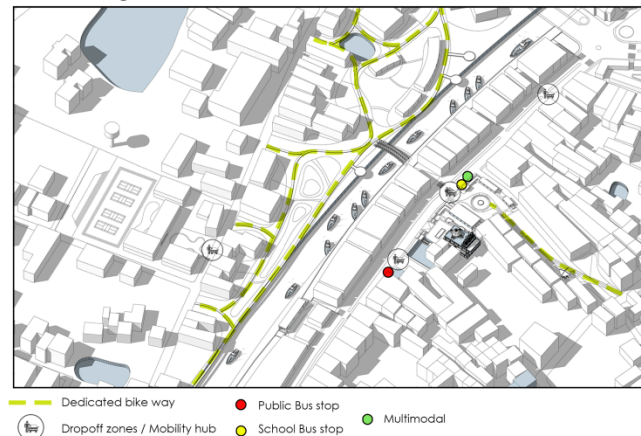 Dedicated bike way
Public Bus stop
Multimodal
Dropoff zones / Mobility hub
School Bus stop